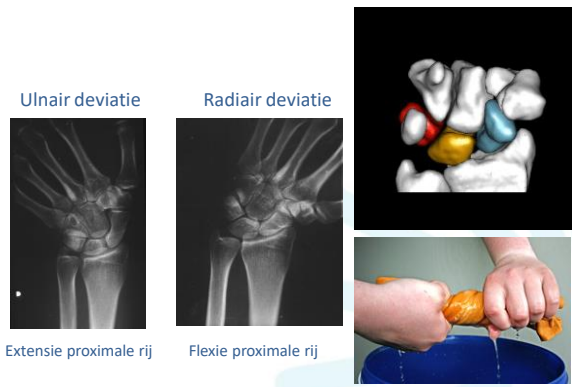 Ulnair deviatie
Radiair deviatie
Extensie proximale rij
Flexie proximale rij